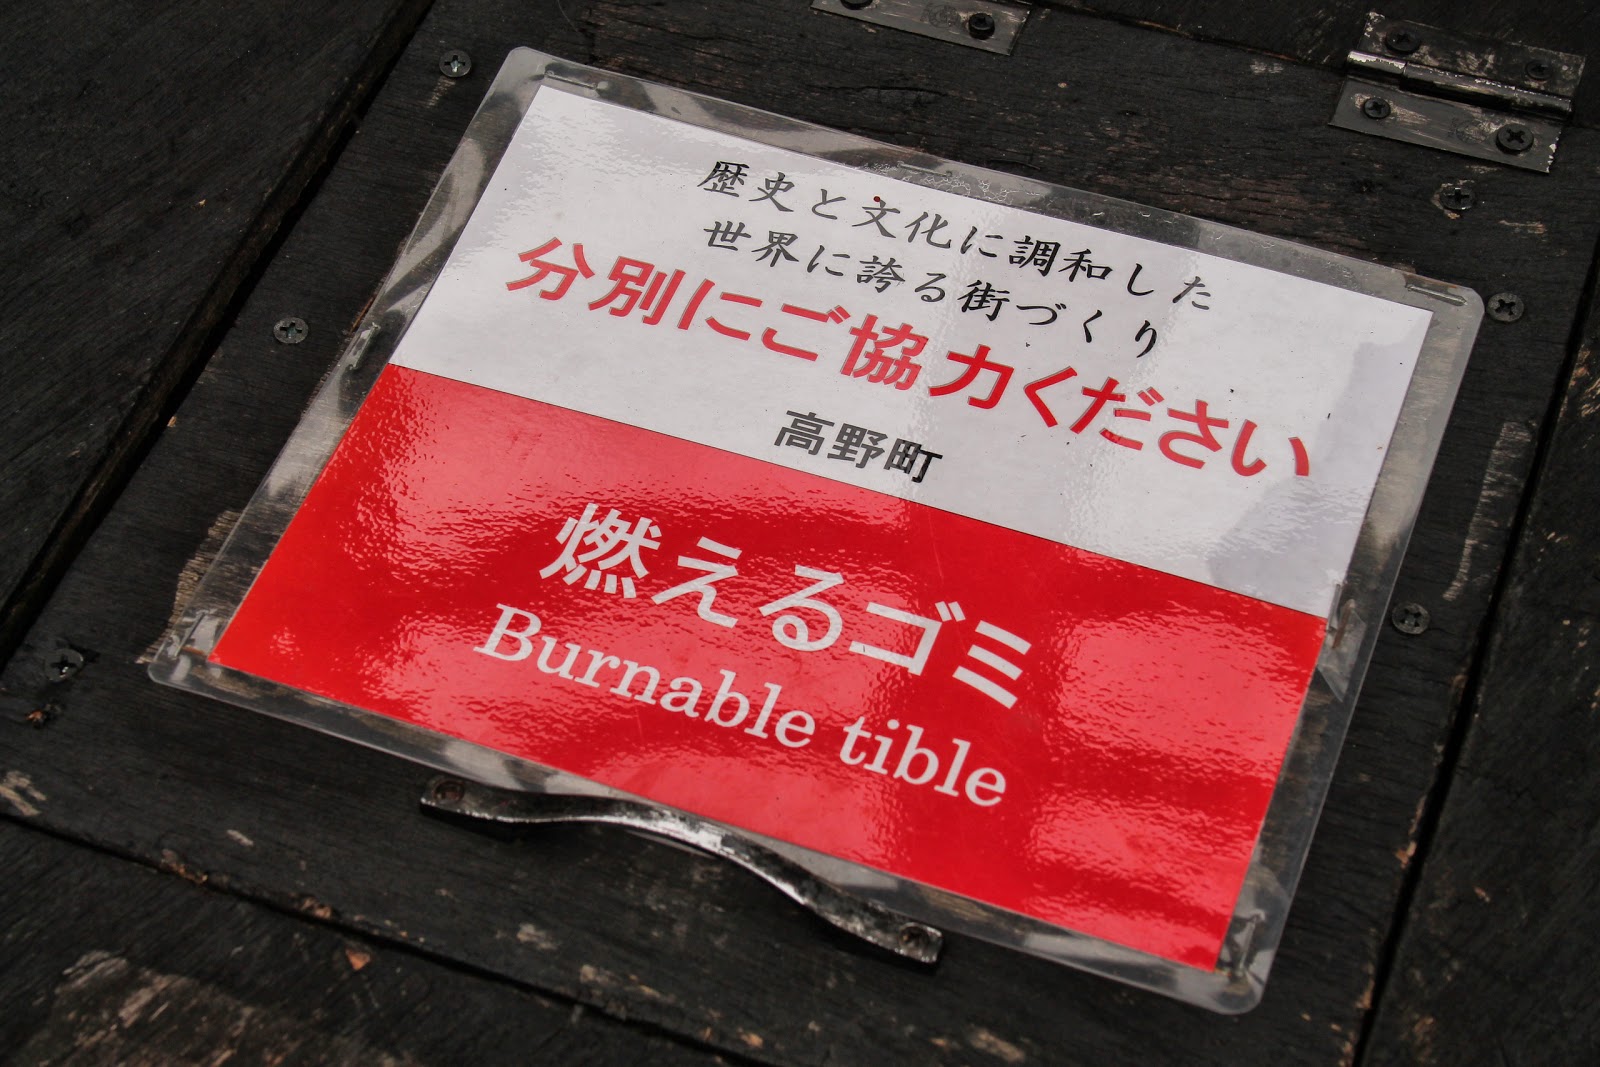 歴史と文化に調和した
世界に誇る街づくり
分別にご協力ください
高野町
燃えるゴミ
Burnable tible